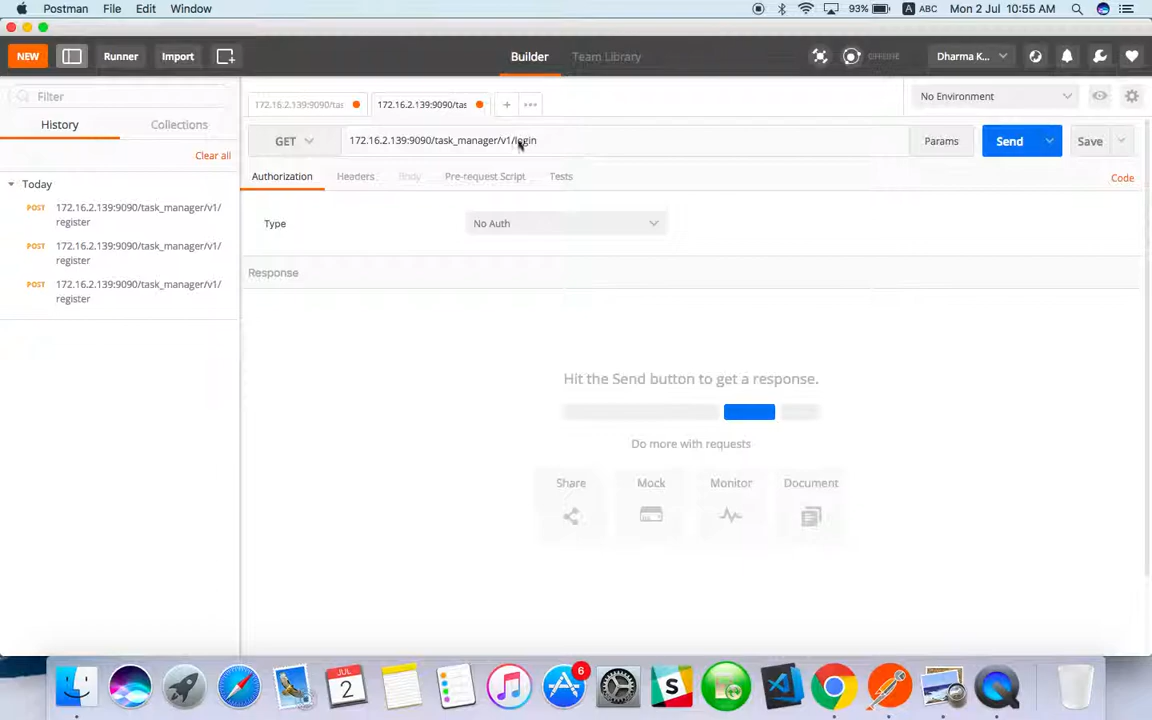 Postman File Edit Window 93% A ABC Mon 2 Jul 10:55 AM
NEW Runner Import Builder Team Library OFFLINE Dharma K...
Filter 172.16.2.139:9090/tas 172.16.2.139:9090/tas + ... No Environment
History Collections
GET 172.16.2.139:9090/task_manager/v1/login Params Send Save
Clear all
Authorization Headers Body Pre-request Script Tests Code
Today
POST 172.16.2.139:9090/task_manager/v1/
register
Type No Auth
POST 172.16.2.139:9090/task_manager/v1/
register
Response
POST 172.16.2.139:9090/task_manager/v1/
register
Hit the Send button to get a response.
Do more with requests
Share Mock Monitor Document
JUL
2
6
S